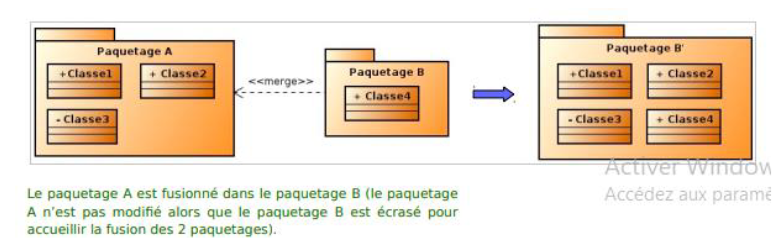 Paquetage A
+Classe1
+ Classe2
- Classe3
<<merge>>
Paquetage B
+ Classe4
Paquetage B'
+Classe1
+ Classe2
- Classe3
+ Classe4
Activer Window
Accédez aux paramè
Le paquetage A est fusionné dans le paquetage B (le paquetage
A n'est pas modifié alors que le paquetage B est écrasé pour
accueillir la fusion des 2 paquetages).